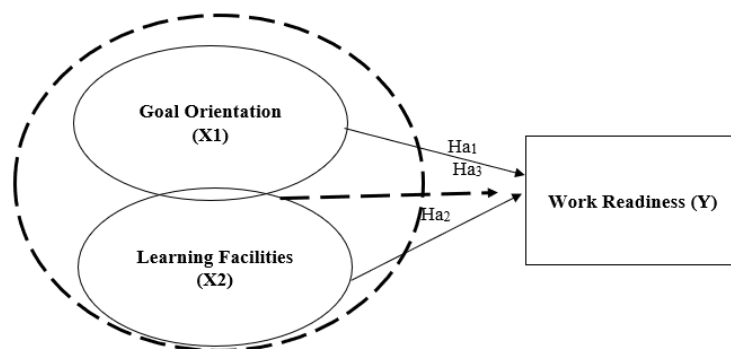 Goal Orientation
(X1)
Ha1
Ha3
Work Readiness (Y)
Ha2
Learning Facilities
(X2)